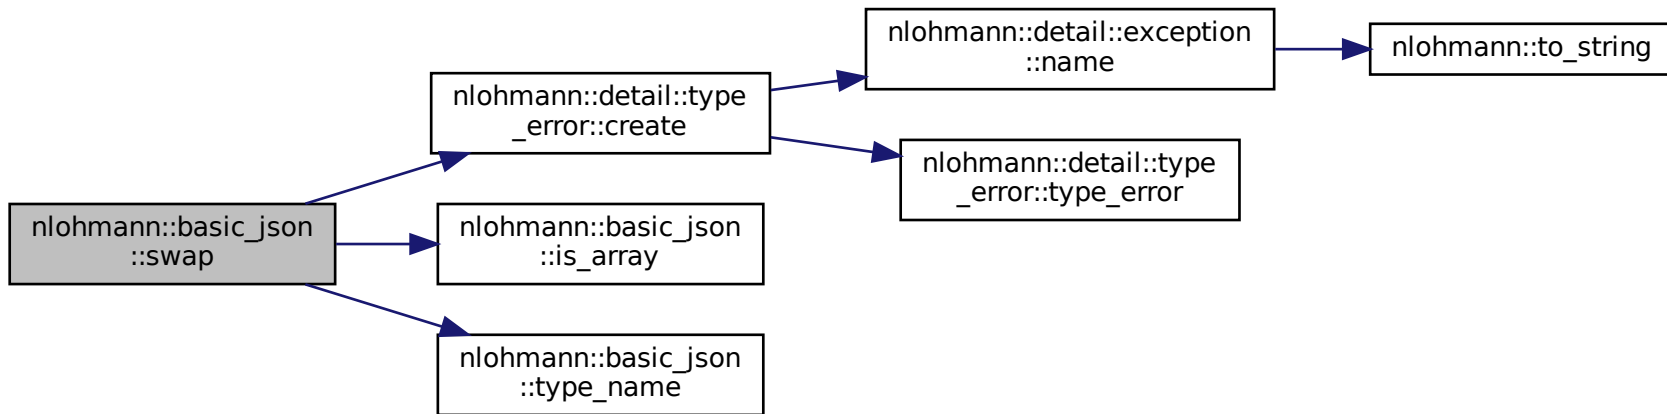 nlohmann::basic_json
::swap
nlohmann::detail::type
_error::create
nlohmann::detail::exception
::name
nlohmann::to_string
nlohmann::detail::type
_error::type_error
nlohmann::basic_json
::is_array
nlohmann::basic_json
::type_name